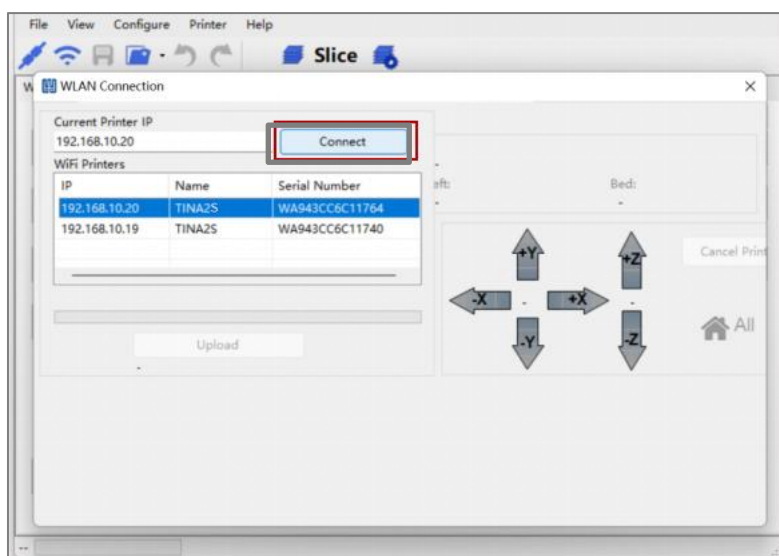 File View Configure Printer Help
Slice
WLAN Connection
Current Printer IP
192.168.10.20 Connect
WiFi Printers
IP Name Serial Number
192.168.10.20 TINA2S WA943CC6C11764
192.168.10.19 TINA2S WA943CC6C11740
Upload
-
-
eft: Bed:
- -
+Y +Z Cancel Print
-X - +X -
-Y -Z All
--